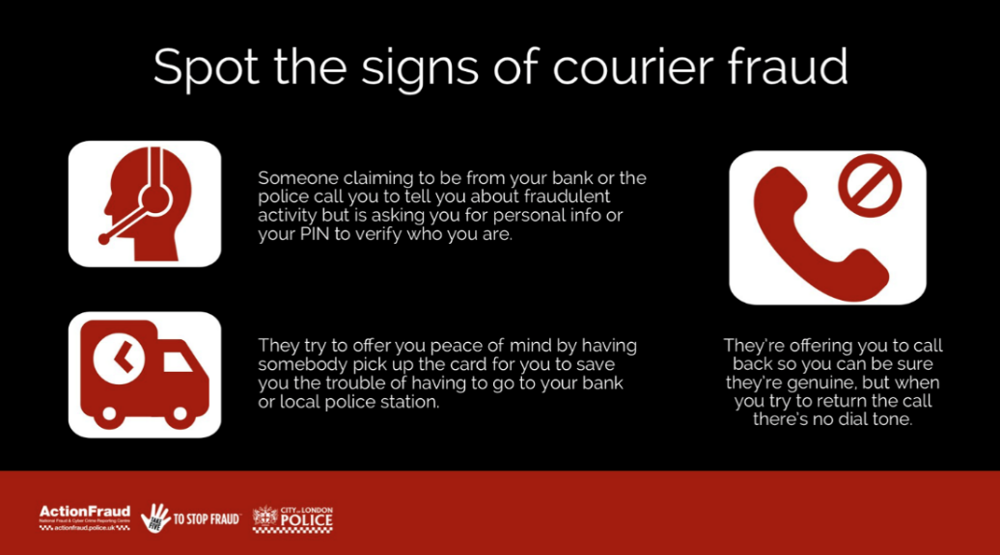 Spot the signs of courier fraud
Someone claiming to be from your bank or the
police call you to tell you about fraudulent
activity but is asking you for personal info or
your PIN to verify who you are.
They try to offer you peace of mind by having
somebody pick up the card for you to save
you the trouble of having to go to your bank
or local police station.
They're offering you to call
back so you can be sure
they're genuine, but when
you try to return the call
there's no dial tone.
ActionFraud
National Fraud & Cyber Crime Reporting Centre
actionfraud.police.uk
TAKE
FIVE
TO STOP FRAUD™
CITY OF LONDON
POLICE